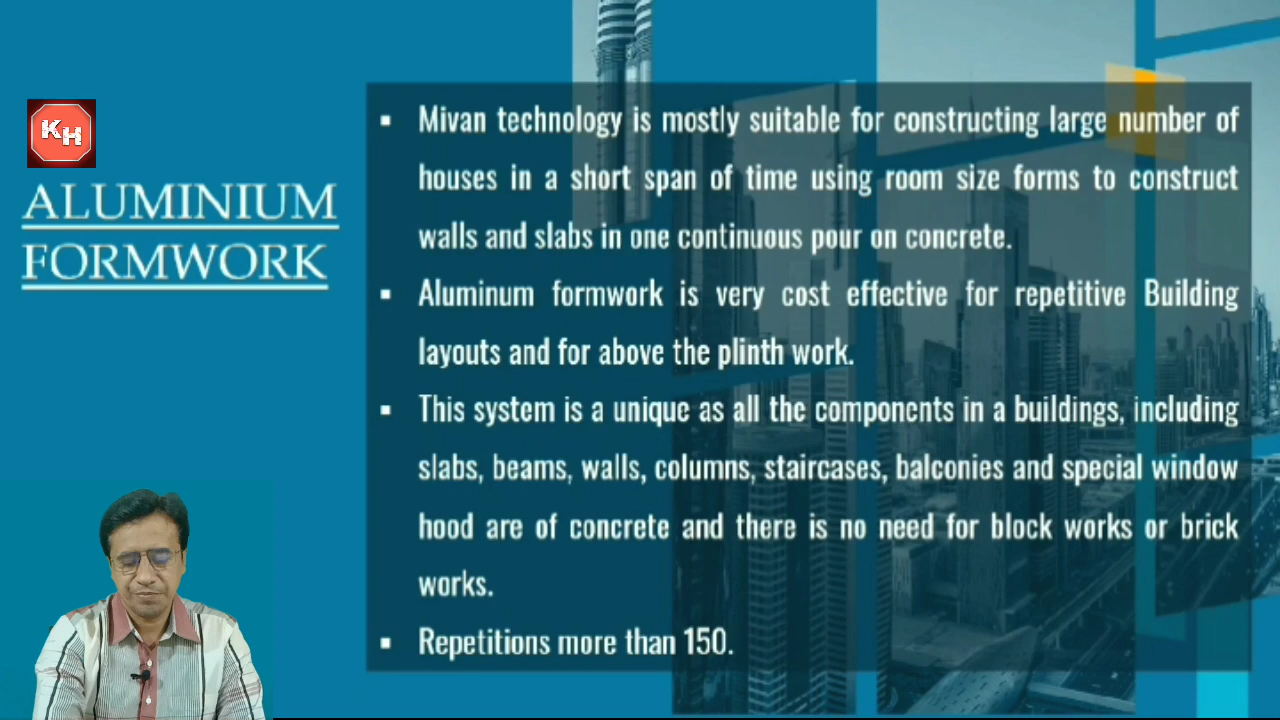 KH
ALUMINIUM
FORMWORK
▪ Mivan technology is mostly suitable for constructing large number of
houses in a short span of time using room size forms to construct
walls and slabs in one continuous pour on concrete.
▪ Aluminum formwork is very cost effective for repetitive Building
layouts and for above the plinth work.
▪ This system is a unique as all the components in a buildings, including
slabs, beams, walls, columns, staircases, balconies and special window
hood are of concrete and there is no need for block works or brick
works.
▪ Repetitions more than 150.